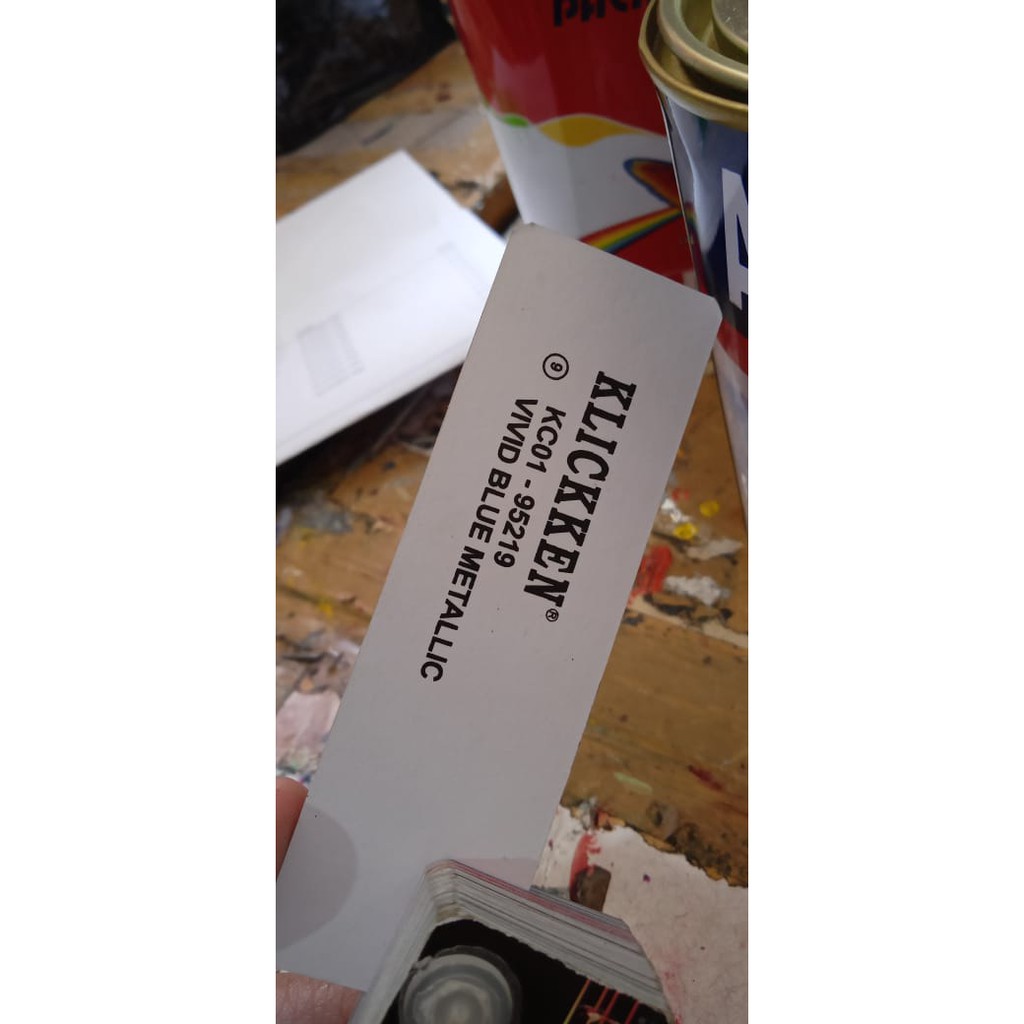 KLICKKEN®
9 KC01 - 95219
VIVID BLUE METALLIC